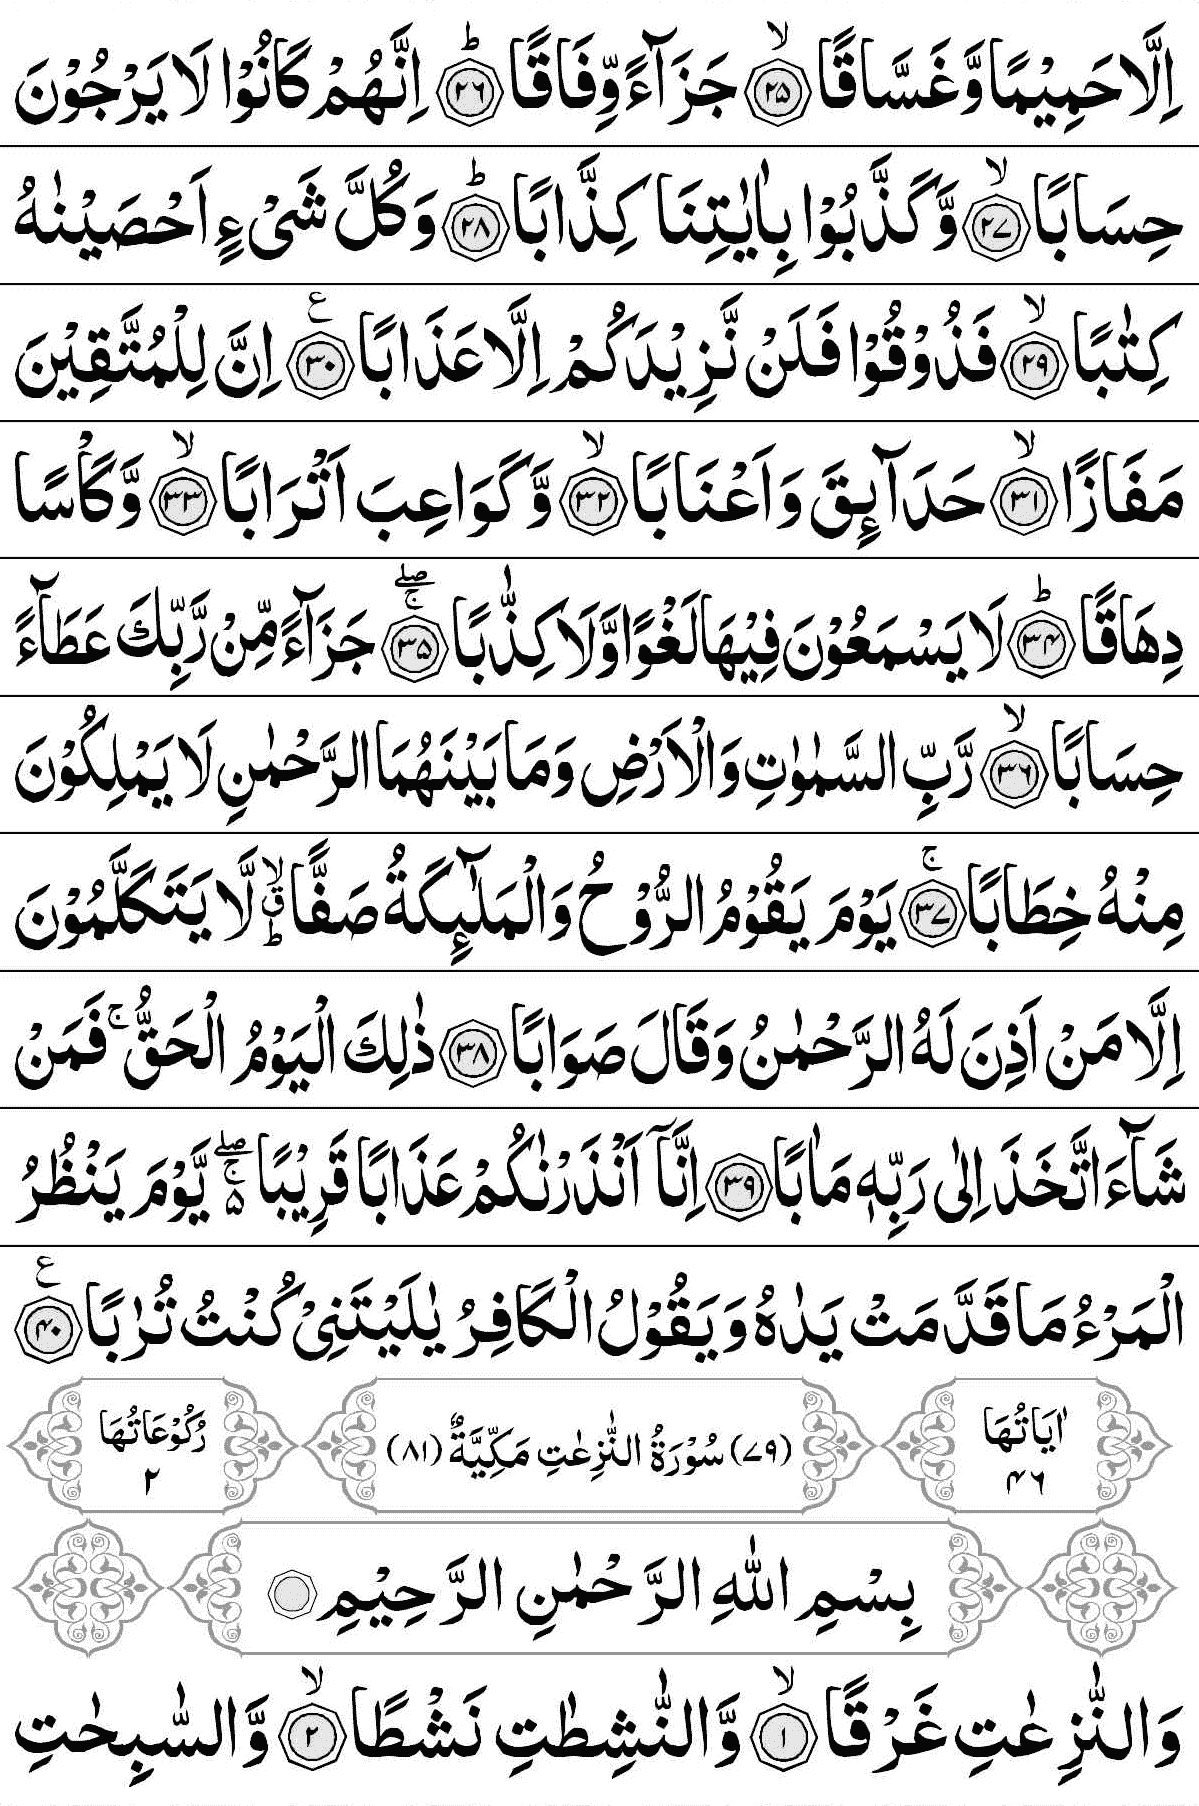 اِلَّا حَمِيْمًا وَّغَسَّاقًا ۙ﴿۲۵﴾ جَزَآءً وِّفَاقًا ؕ﴿۲۶﴾ اِنَّهُمْ كَانُوْا لَا يَرْجُوْنَ
حِسَابًا ۙ﴿۲۷﴾ وَّكَذَّبُوْا بِاٰيٰتِنَا كِذَّابًا ؕ﴿۲۸﴾ وَكُلَّ شَيْءٍ اَحْصَيْنٰهُ
كِتٰبًا ۙ﴿۲۹﴾ فَذُوْقُوْا فَلَنْ نَّزِيْدَكُمْ اِلَّا عَذَابًا ﴿۳۰﴾ ع اِنَّ لِلْمُتَّقِيْنَ
مَفَازًا ۙ﴿۳۱﴾ حَدَآئِقَ وَاَعْنَابًا ۙ﴿۳۲﴾ وَّكَوَاعِبَ اَتْرَابًا ۙ﴿۳۳﴾ وَّكَاْسًا
دِهَاقًا ؕ﴿۳۴﴾ لَا يَسْمَعُوْنَ فِيْهَا لَغْوًا وَّلَا كِذّٰبًا ۚۖ﴿۳۵﴾ جَزَآءً مِّنْ رَّبِّكَ عَطَآءً
حِسَابًا ۙ﴿۳۶﴾ رَّبِّ السَّمٰوٰتِ وَالْاَرْضِ وَمَا بَيْنَهُمَا الرَّحْمٰنِ لَا يَمْلِكُوْنَ
مِنْهُ خِطَابًا ۚ﴿۳۷﴾ يَوْمَ يَقُوْمُ الرُّوْحُ وَالْمَلٰٓئِكَةُ صَفًّا ۙق ؕ لَّا يَتَكَلَّمُوْنَ
اِلَّا مَنْ اَذِنَ لَهُ الرَّحْمٰنُ وَقَالَ صَوَابًا ﴿۳۸﴾ ذٰلِكَ الْيَوْمُ الْحَقُّ ۚ فَمَنْ
شَآءَ اتَّخَذَ اِلٰى رَبِّهٖ مَاٰبًا ﴿۳۹﴾ اِنَّاۤ اَنْذَرْنٰكُمْ عَذَابًا قَرِيْبًا ۚۖ۵ يَّوْمَ يَنْظُرُ
الْمَرْءُ مَا قَدَّمَتْ يَدٰهُ وَيَقُوْلُ الْكَافِرُ يٰلَيْتَنِيْ كُنْتُ تُرٰبًا ﴿۴۰﴾ ع
اٰيَاتُهَا ۴۶ (۷۹) سُوْرَةُ النّٰزِعٰتِ مَكِّيَّةٌ (۸۱) رُكُوْعَاتُهَا ۲
بِسْمِ اللّٰهِ الرَّحْمٰنِ الرَّحِيْمِ
وَالنّٰزِعٰتِ غَرْقًا ۙ﴿۱﴾ وَّالنّٰشِطٰتِ نَشْطًا ۙ﴿۲﴾ وَّالسّٰبِحٰتِ